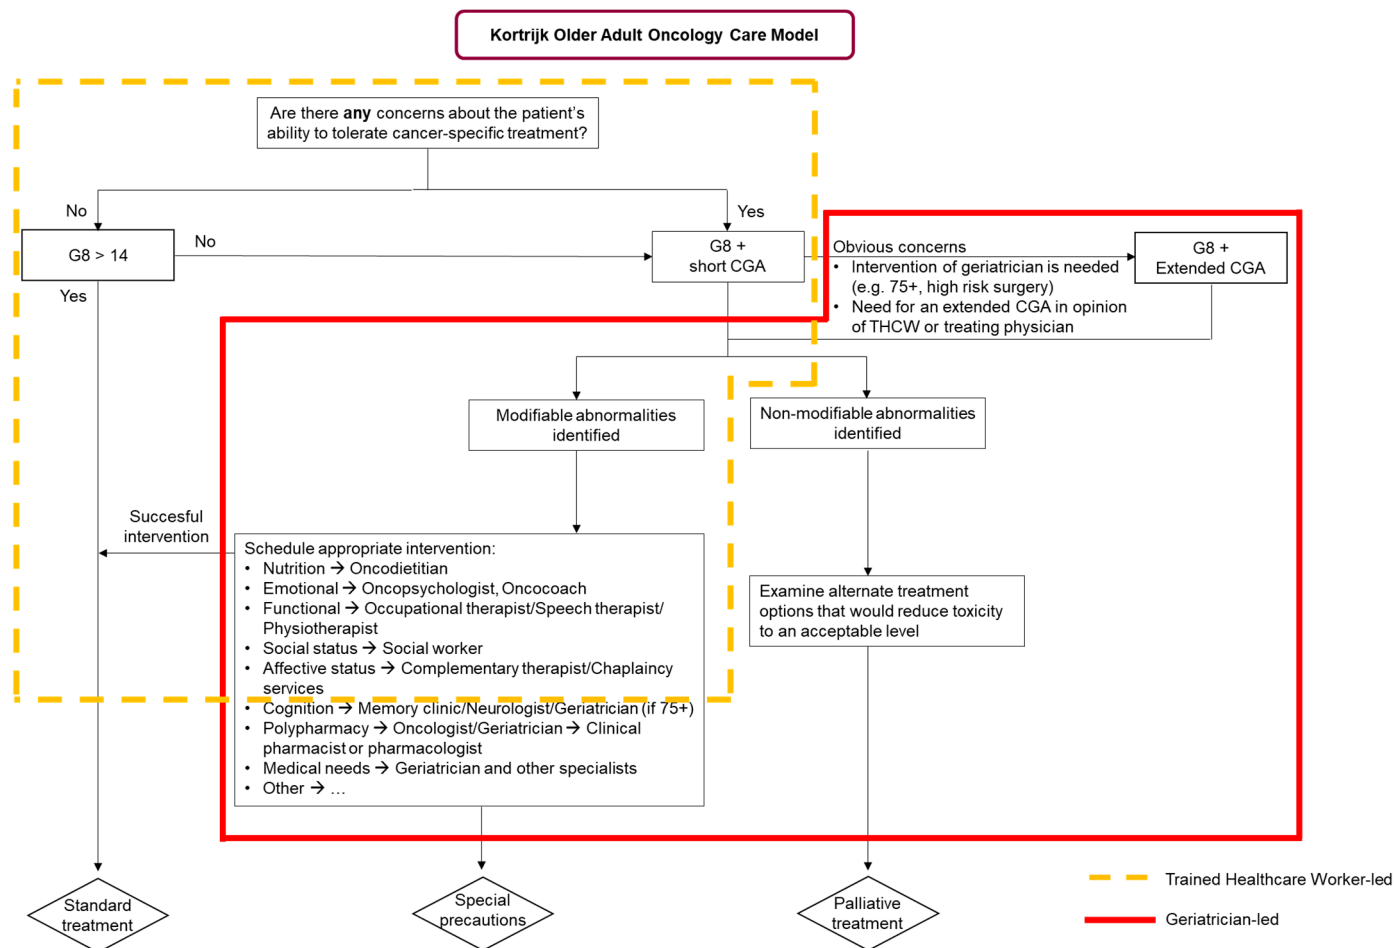 Kortrijk Older Adult Oncology Care Model
Are there any concerns about the patient's
ability to tolerate cancer-specific treatment?
No
Yes
G8 > 14
No
G8 +
short CGA
Obvious concerns
• Intervention of geriatrician is needed
(e.g. 75+, high risk surgery)
• Need for an extended CGA in opinion
of THCW or treating physician
G8 +
Extended CGA
Yes
Modifiable abnormalities
identified
Non-modifiable abnormalities
identified
Succesful
intervention
Schedule appropriate intervention:
• Nutrition → Oncodietitian
• Emotional → Oncopsychologist, Oncocoach
• Functional → Occupational therapist/Speech therapist/
Physiotherapist
• Social status → Social worker
• Affective status → Complementary therapist/Chaplaincy
services
• Cognition → Memory clinic/Neurologist/Geriatrician (if 75+)
• Polypharmacy → Oncologist/Geriatrician → Clinical
pharmacist or pharmacologist
• Medical needs → Geriatrician and other specialists
• Other → …
Examine alternate treatment
options that would reduce toxicity
to an acceptable level
Standard
treatment
Special
precautions
Palliative
treatment
Trained Healthcare Worker-led
Geriatrician-led